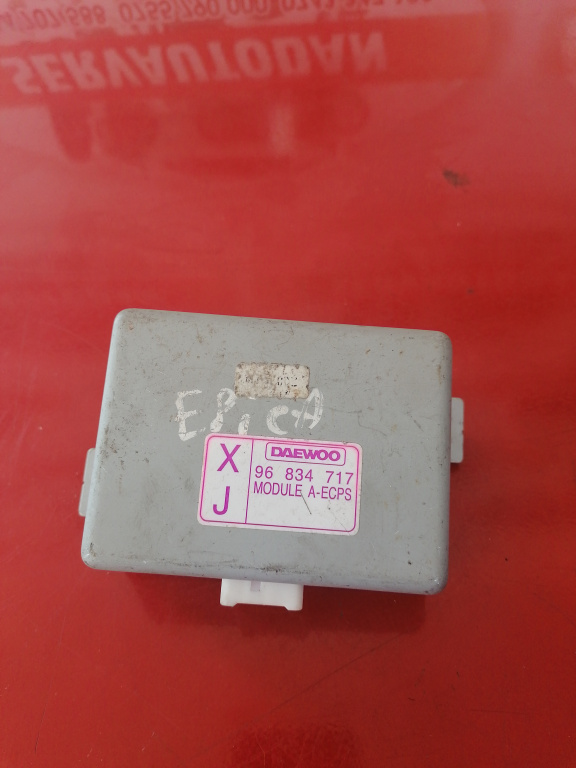 SERVAUTODAN
EPicA
X
J
DAEWOO
96 834 717
MODULE A-ECPS